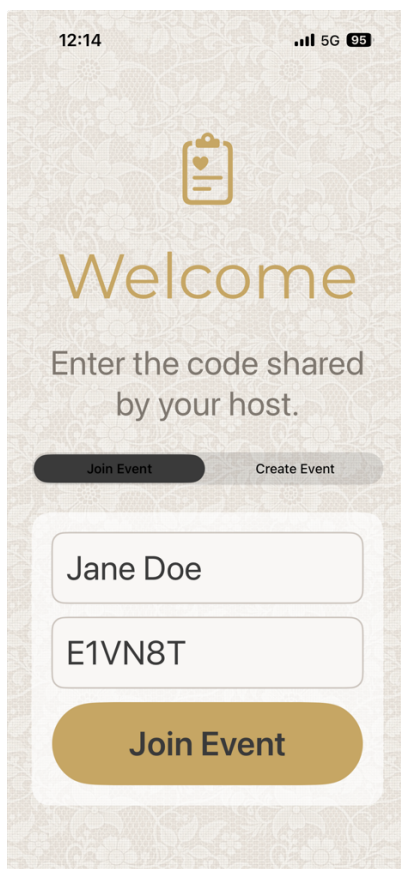 12:14
5G 95
Welcome
Enter the code shared
by your host.
Join Event Create Event
Jane Doe
E1VN8T
Join Event